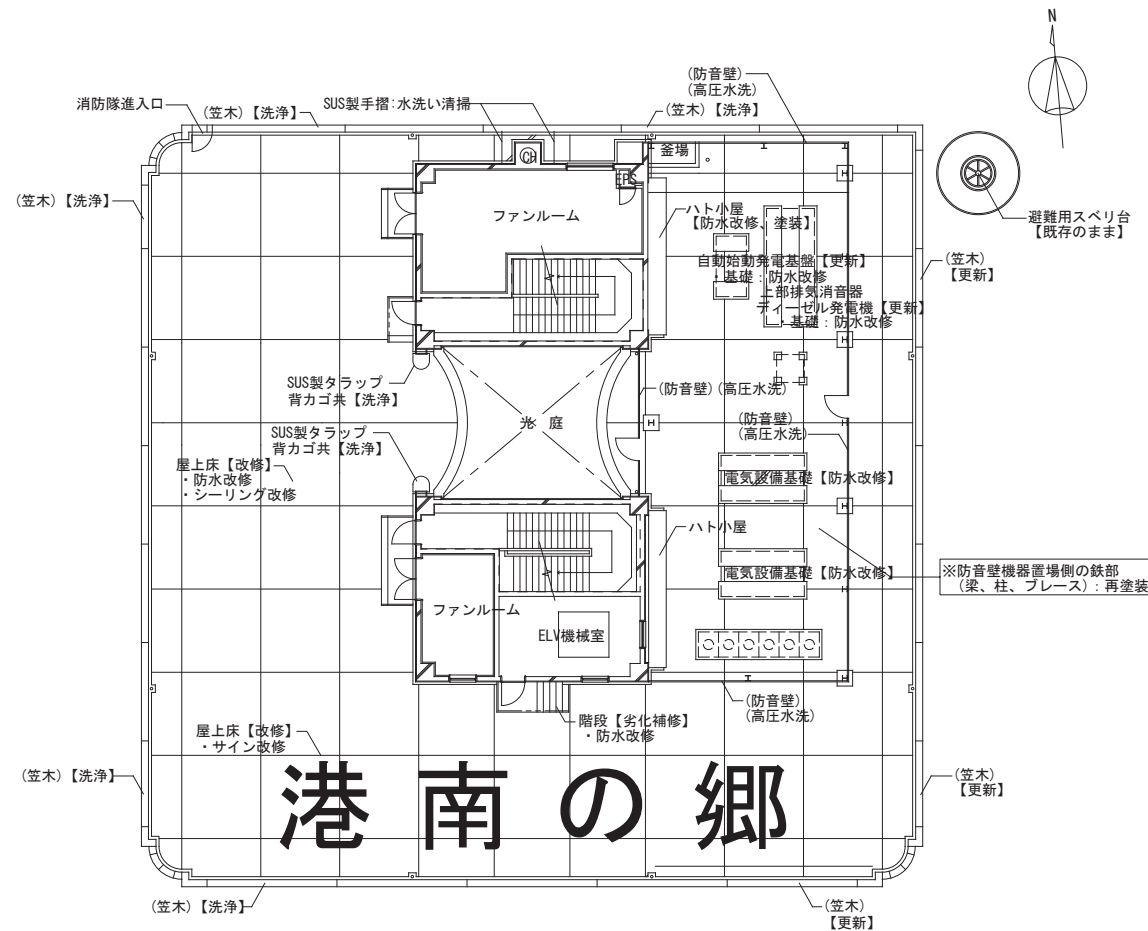 N
消防隊進入口
(笠木)【洗浄】
SUS製手摺:水洗い清掃
(防音壁)
(高圧水洗)
(笠木)【洗浄】
CH
釜場
EPS
(笠木)【洗浄】
ファンルーム
ハト小屋
【防水改修、塗装】
避難用スベリ台
【既存のまま】
自動始動発電基盤【更新】
・基礎：防水改修
上部排気消音器
ディーゼル発電機【更新】
・基礎：防水改修
(笠木)
【更新】
SUS製タラップ
背カゴ共【洗浄】
(防音壁)(高圧水洗)
光 庭
(防音壁)
(高圧水洗)
SUS製タラップ
背カゴ共【洗浄】
屋上床【改修】
・防水改修
・シーリング改修
電気設備基礎【防水改修】
ハト小屋
※防音壁機器置場側の鉄部
(梁、柱、ブレース)：再塗装
電気設備基礎【防水改修】
ファンルーム
ELV機械室
(防音壁)
(高圧水洗)
階段【劣化補修】
・防水改修
屋上床【改修】
・サイン改修
(笠木)【洗浄】
(笠木)
【更新】
港南の郷
(笠木)【洗浄】
(笠木)
【更新】